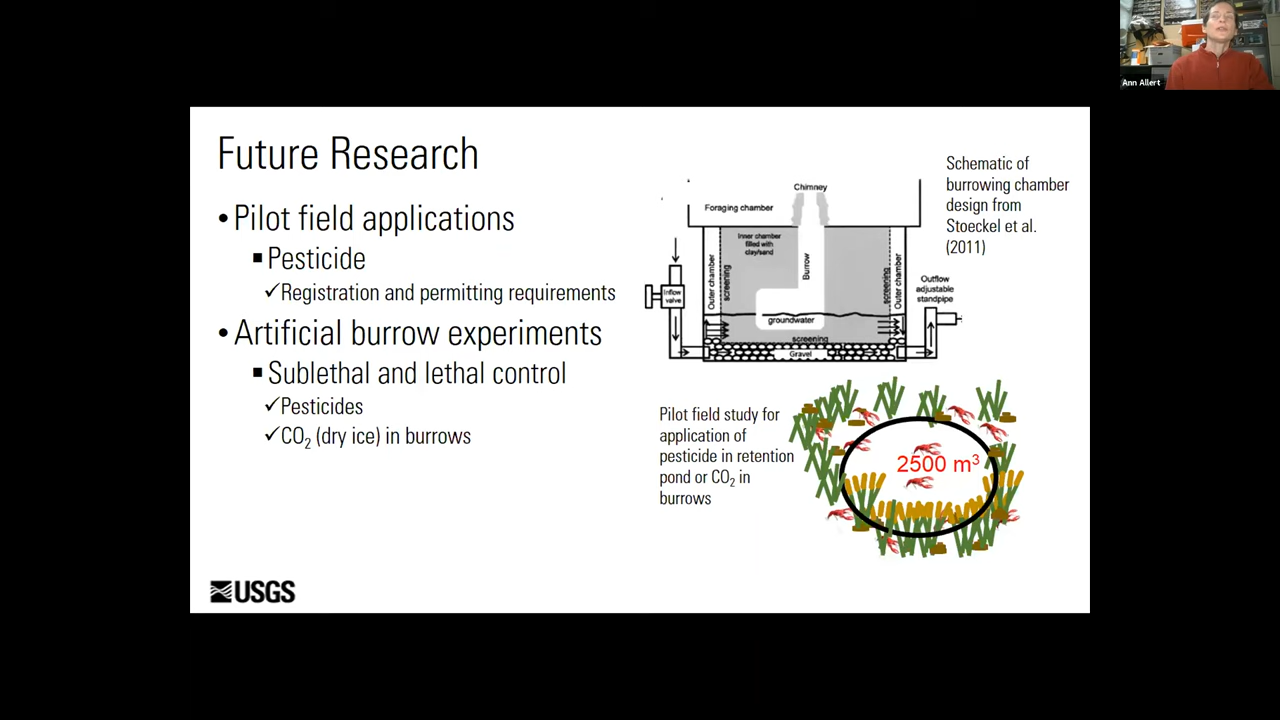 Ann Allert
Future Research
•Pilot field applications
▪Pesticide
✓Registration and permitting requirements
•Artificial burrow experiments
▪Sublethal and lethal control
✓Pesticides
✓CO₂ (dry ice) in burrows
Chimney
Foraging chamber
Inner chamber
filled with
clay/sand
Outer chamber
screening
Burrow
screening
Outer chamber
Inflow
valve
groundwater
screening
Gravel
Outflow
adjustable
standpipe
Schematic of
burrowing chamber
design from
Stoeckel et al.
(2011)
Pilot field study for
application of
pesticide in retention
pond or CO₂ in
burrows
2500 m³
USGS